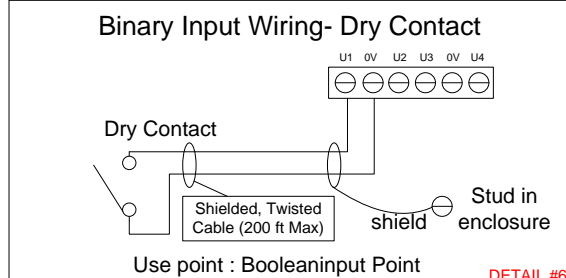 Binary Input Wiring- Dry Contact
U1 0V U2 U3 0V U4
Dry Contact
Shielded, Twisted
Cable (200 ft Max)
shield
Stud in
enclosure
Use point : Booleaninput Point
DETAIL #6